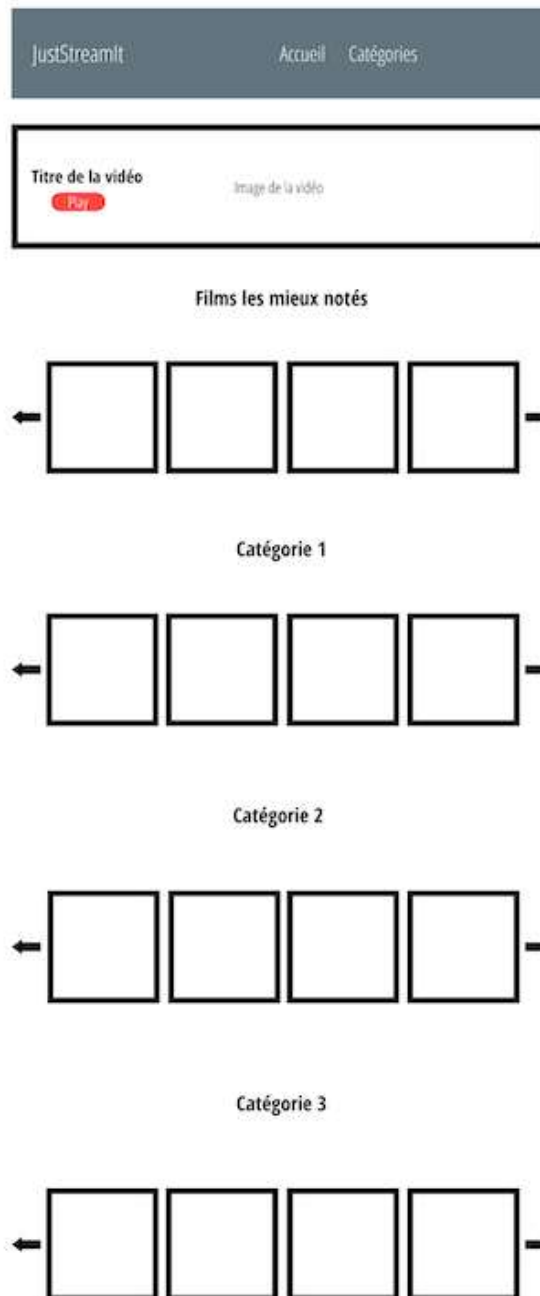 JustStreamIt Accueil Catégories
Titre de la vidéo
Play
Image de la vidéo
Films les mieux notés
Catégorie 1
Catégorie 2
Catégorie 3